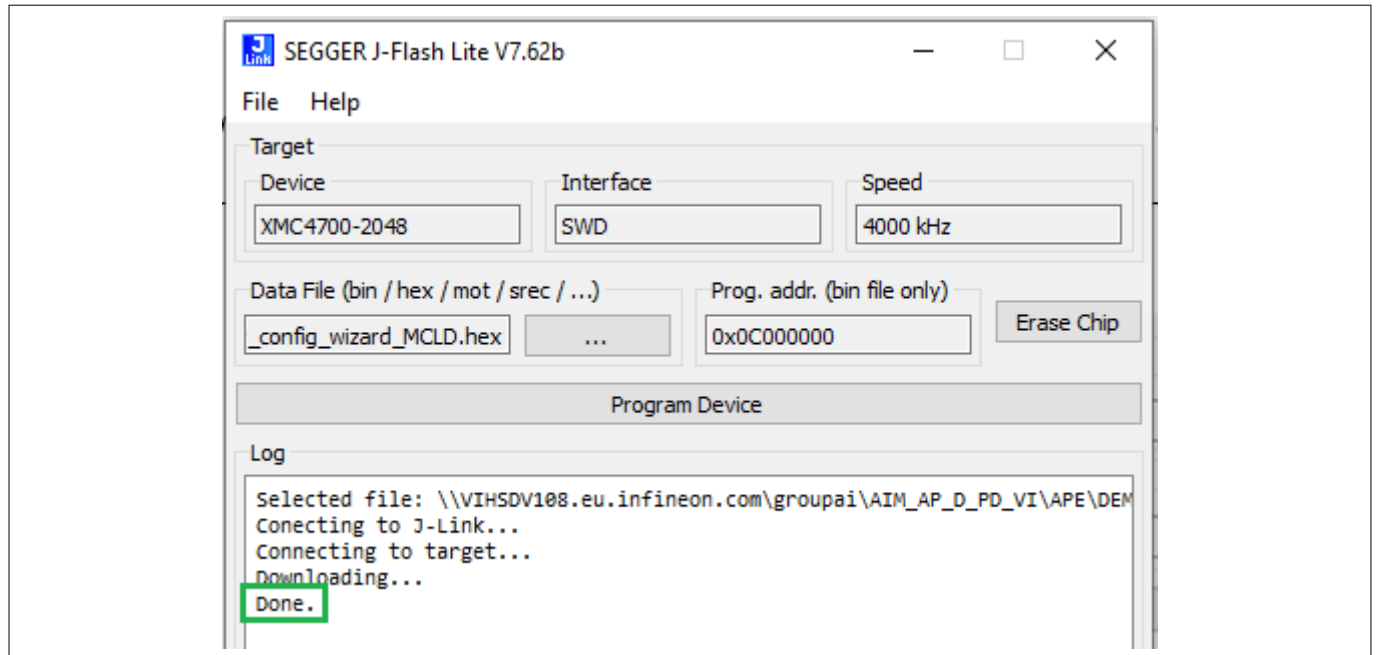 J
Link
SEGGER J-Flash Lite V7.62b
File Help
Target
Device Interface Speed
XMC4700-2048 SWD 4000 kHz
Data File (bin / hex / mot / srec / ...) Prog. addr. (bin file only)
_config_wizard_MCLD.hex ... 0x0C000000 Erase Chip
Program Device
Log
Selected file: \\VIHSDV108.eu.infineon.com\groupai\AIM_AP_D_PD_VI\APE\DEM
Conecting to J-Link...
Connecting to target...
Downloading...
Done.